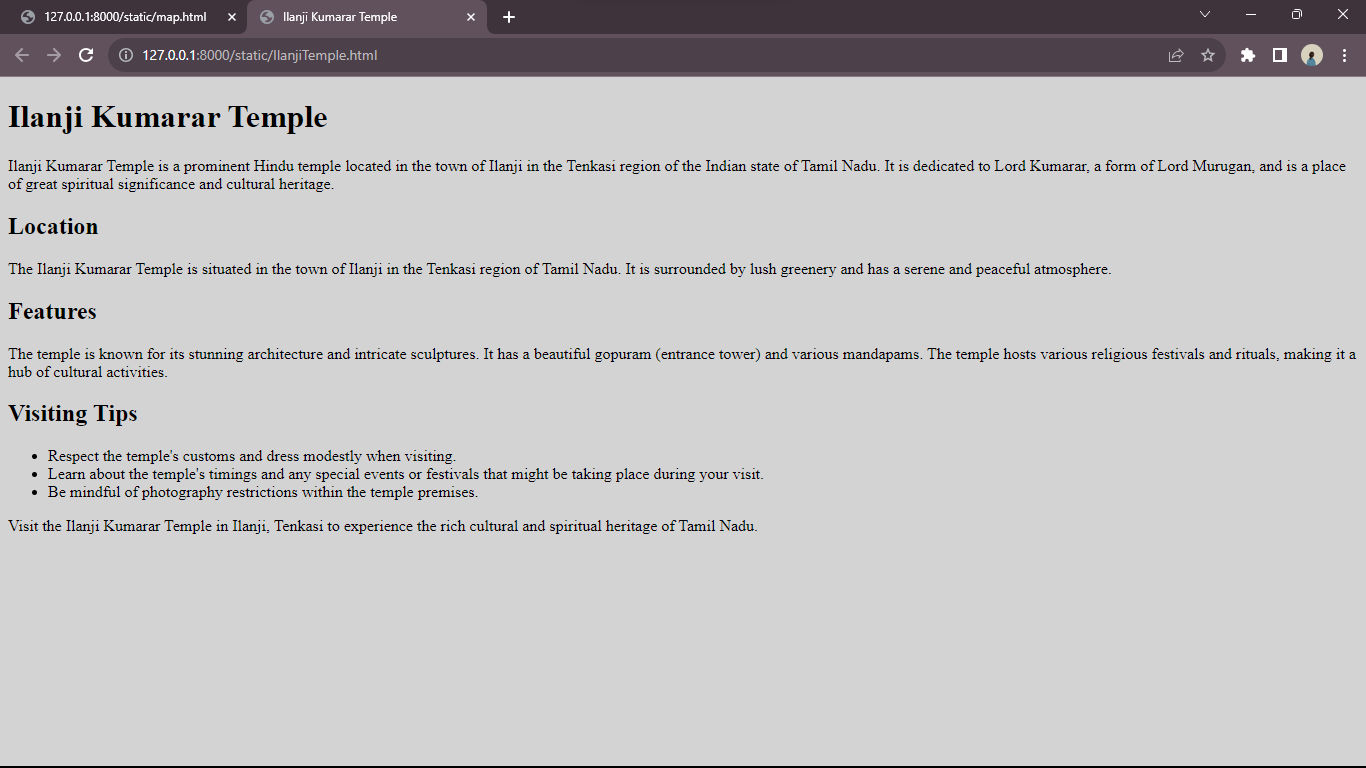 127.0.0.1:8000/static/map.html
Ilanji Kumarar Temple
127.0.0.1:8000/static/IlanjiTemple.html
Ilanji Kumarar Temple
Ilanji Kumarar Temple is a prominent Hindu temple located in the town of Ilanji in the Tenkasi region of the Indian state of Tamil Nadu. It is dedicated to Lord Kumarar, a form of Lord Murugan, and is a place
of great spiritual significance and cultural heritage.
Location
The Ilanji Kumarar Temple is situated in the town of Ilanji in the Tenkasi region of Tamil Nadu. It is surrounded by lush greenery and has a serene and peaceful atmosphere.
Features
The temple is known for its stunning architecture and intricate sculptures. It has a beautiful gopuram (entrance tower) and various mandapams. The temple hosts various religious festivals and rituals, making it a
hub of cultural activities.
Visiting Tips
• Respect the temple's customs and dress modestly when visiting.
• Learn about the temple's timings and any special events or festivals that might be taking place during your visit.
• Be mindful of photography restrictions within the temple premises.
Visit the Ilanji Kumarar Temple in Ilanji, Tenkasi to experience the rich cultural and spiritual heritage of Tamil Nadu.